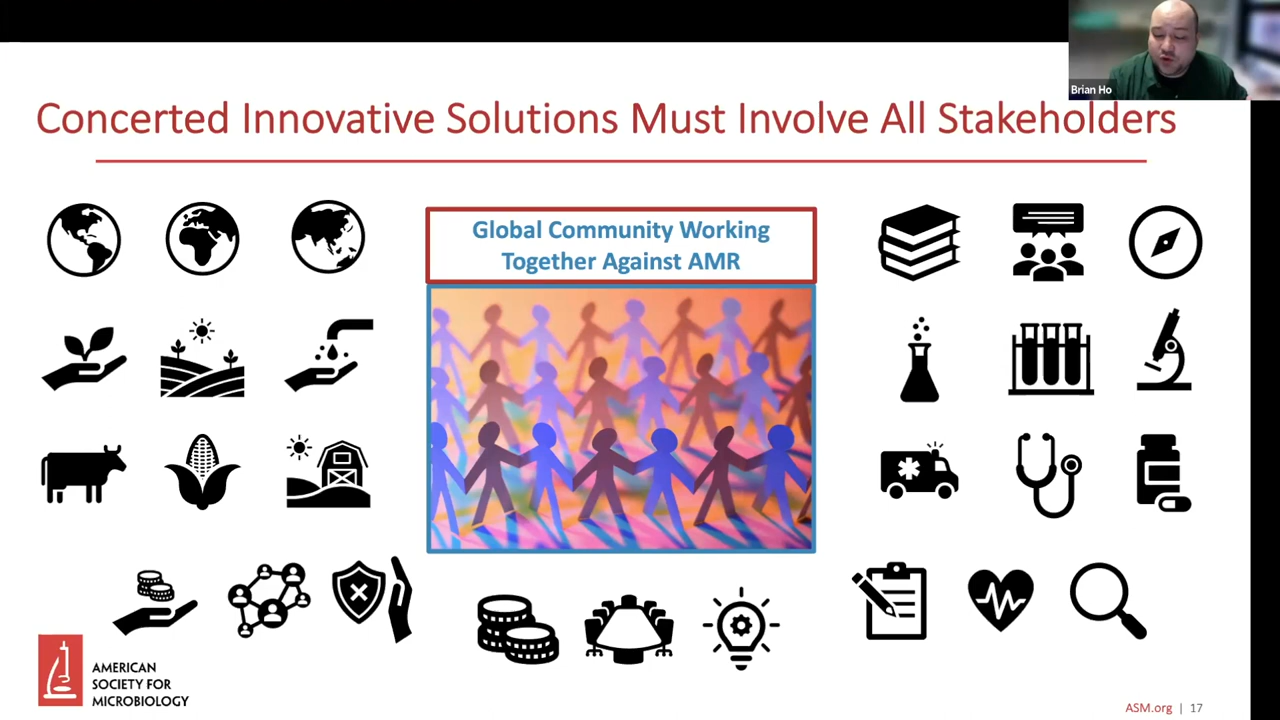 Brian Ho
Concerted Innovative Solutions Must Involve All Stakeholders
Global Community Working
Together Against AMR
AMERICAN
SOCIETY FOR
MICROBIOLOGY
ASM.org | 17